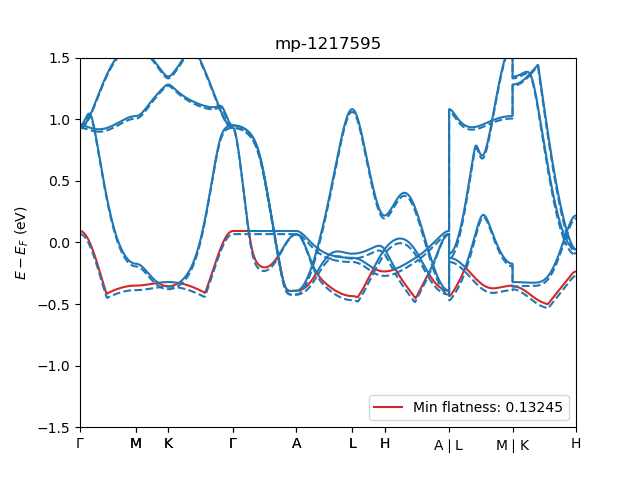 mp-1217595
E − E_F (eV)
1.5
1.0
0.5
0.0
−0.5
−1.0
−1.5
Min flatness: 0.13245
Γ M K Γ A L H A | L M | K H